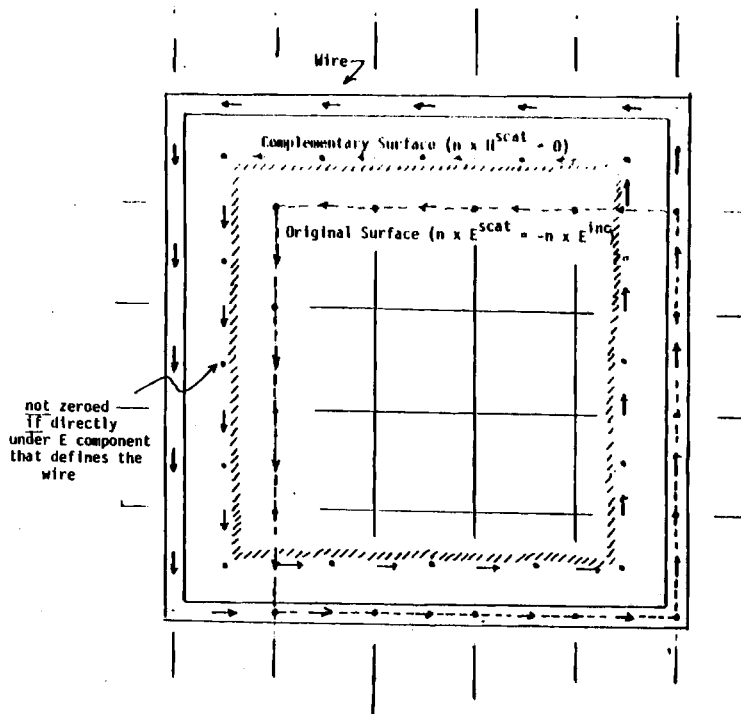 Wire
Complementary Surface (n x H^scat = 0)
Original Surface (n x E^scat = -n x E^inc)
not zeroed
if directly
under E component
that defines the
wire